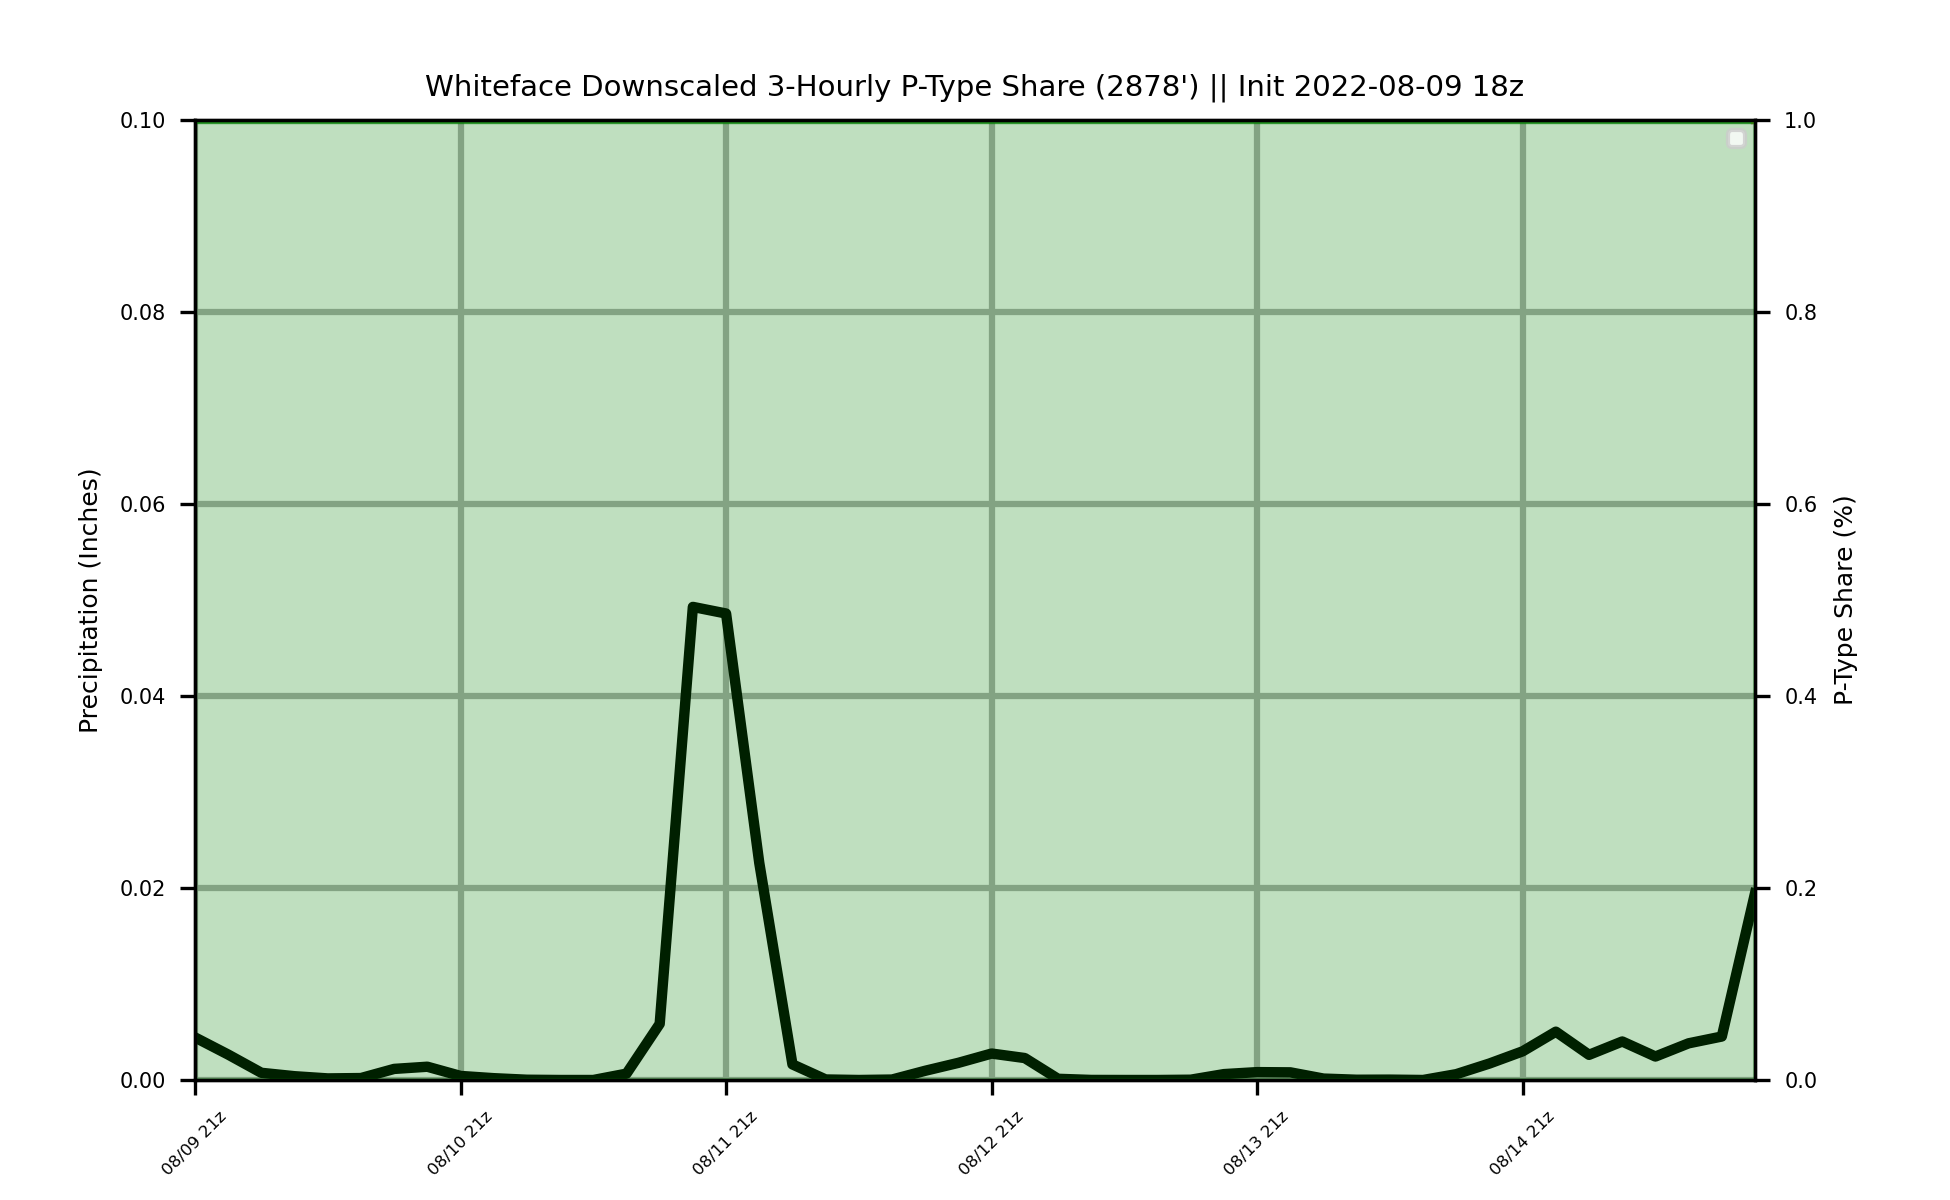 Whiteface Downscaled 3-Hourly P-Type Share (2878') || Init 2022-08-09 18z
0.10
0.08
0.06
0.04
0.02
0.00
Precipitation (Inches)
1.0
0.8
0.6
0.4
0.2
0.0
P-Type Share (%)
08/09 21z
08/10 21z
08/11 21z
08/12 21z
08/13 21z
08/14 21z